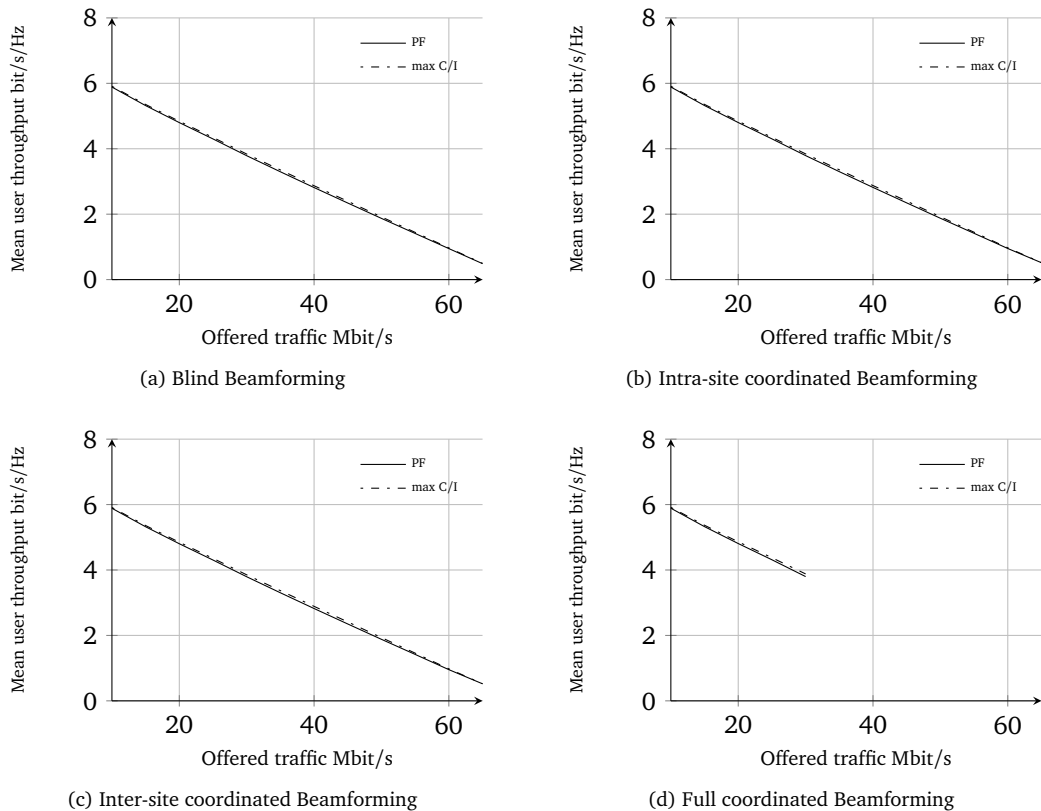 Mean user throughput bit/s/Hz
8
6
4
2
0
20
40
60
PF
max C/I
Offered traffic Mbit/s
(a) Blind Beamforming
Mean user throughput bit/s/Hz
8
6
4
2
0
20
40
60
PF
max C/I
Offered traffic Mbit/s
(b) Intra-site coordinated Beamforming
Mean user throughput bit/s/Hz
8
6
4
2
0
20
40
60
PF
max C/I
Offered traffic Mbit/s
(c) Inter-site coordinated Beamforming
Mean user throughput bit/s/Hz
8
6
4
2
0
20
40
60
PF
max C/I
Offered traffic Mbit/s
(d) Full coordinated Beamforming